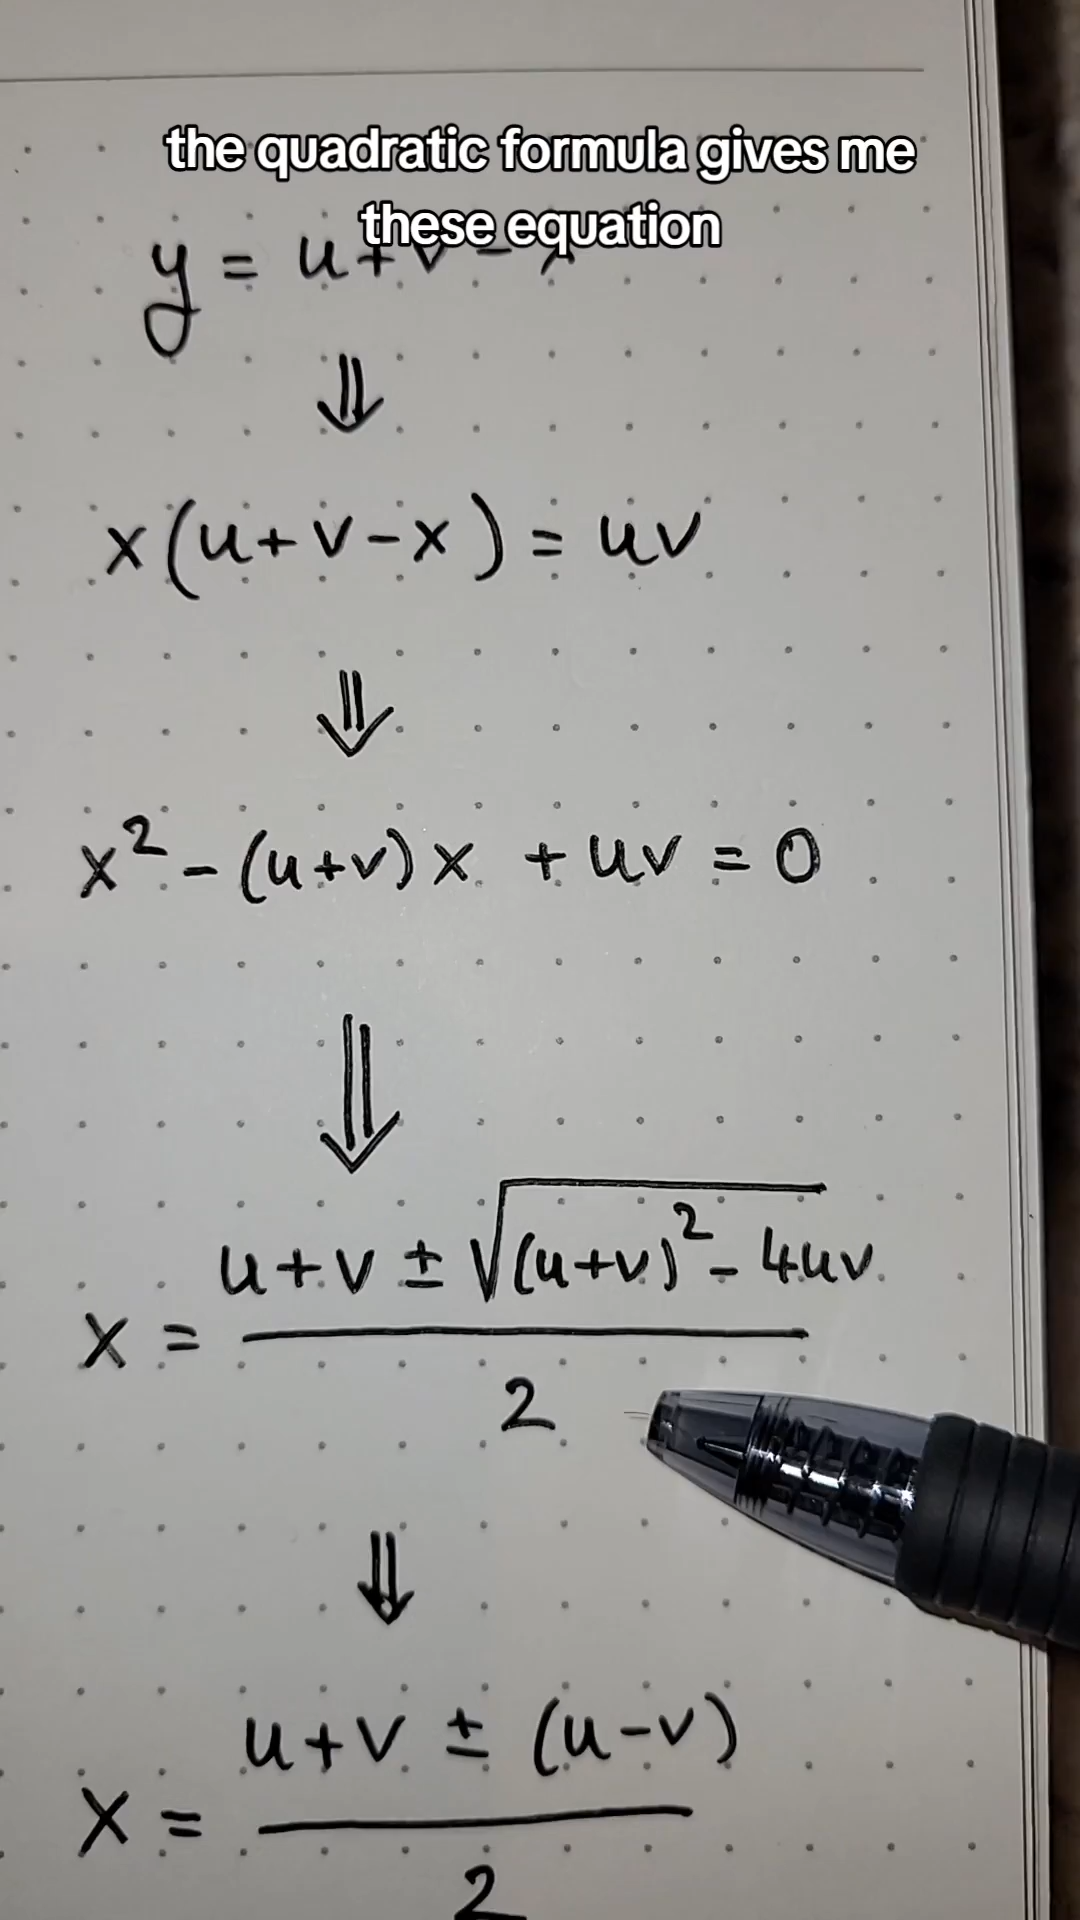 the quadratic formula gives me
these equation
y = u + v -
⇓
x(u+v-x) = uv
⇓
x² - (u+v)x + uv = 0
⇓
x = (u+v ± √((u+v)² - 4uv)) / 2
⇓
x = (u+v ± (u-v)) / 2